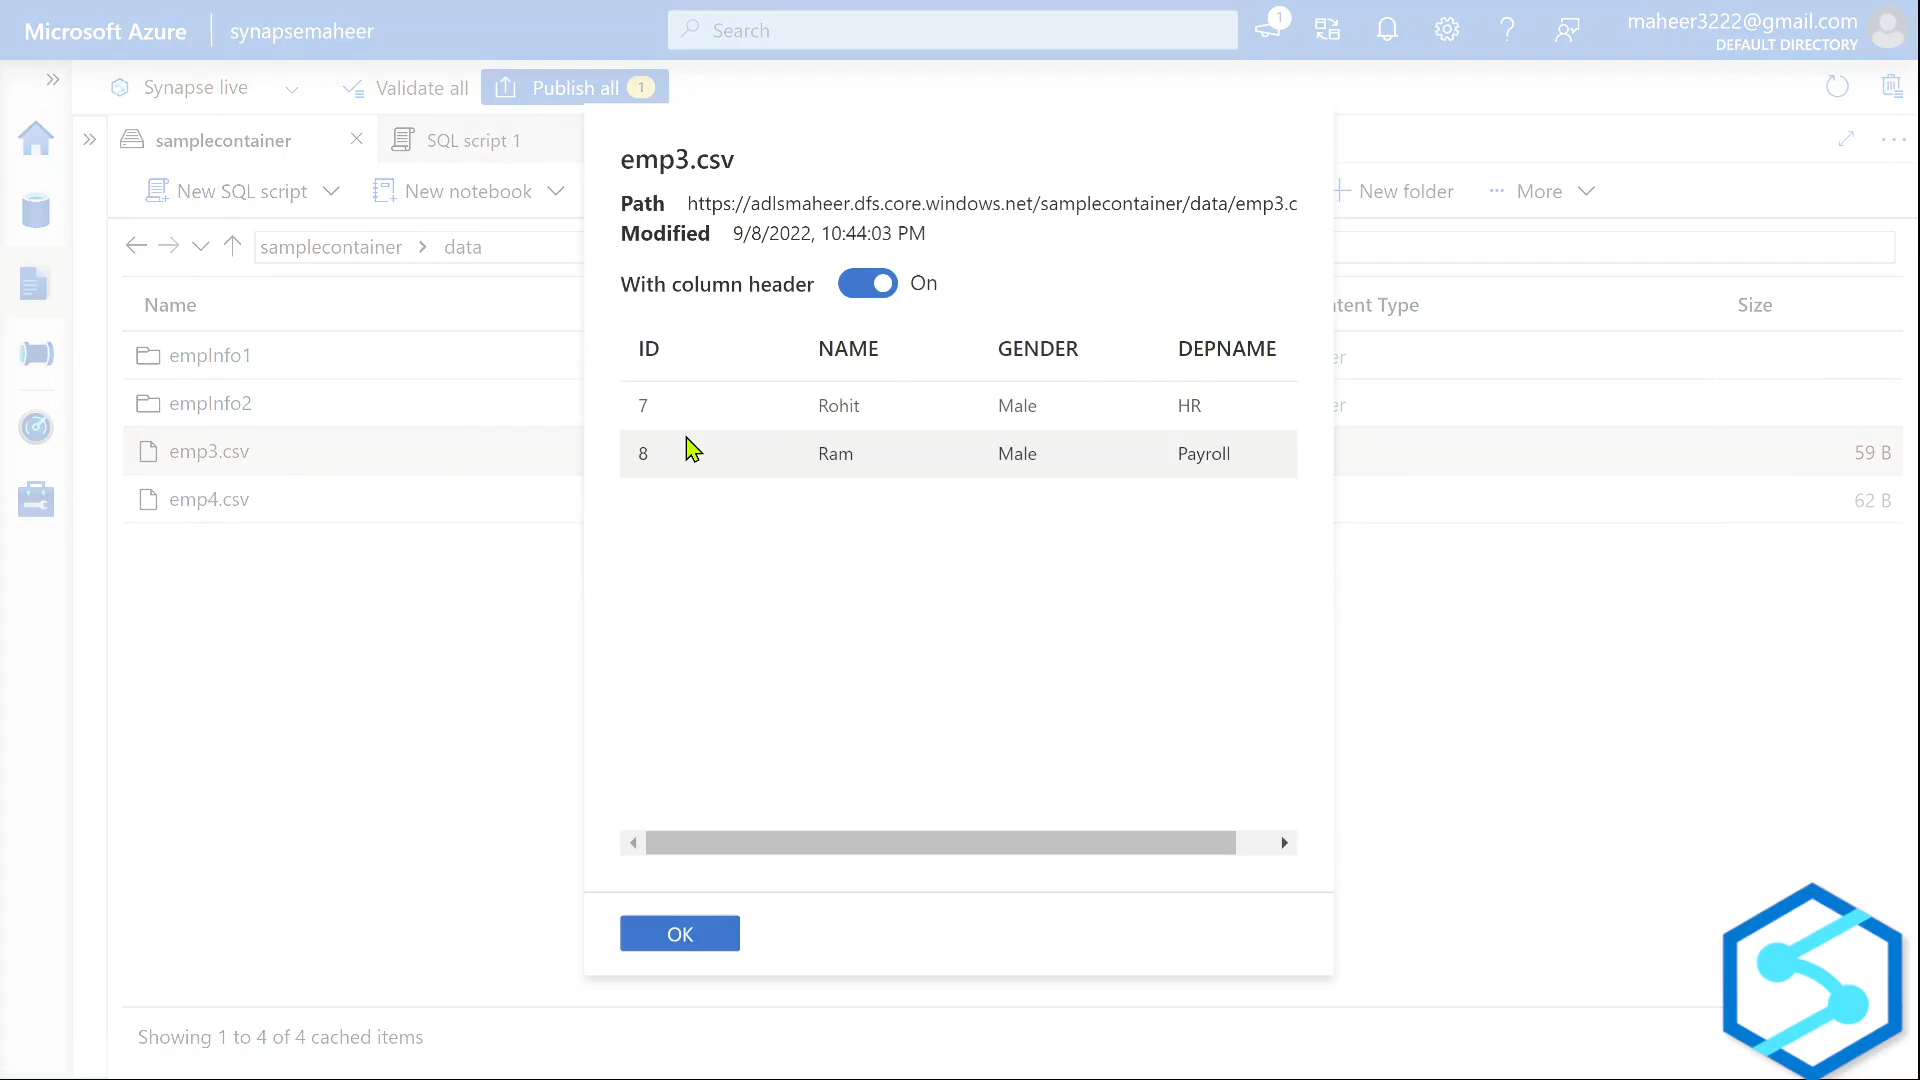 Microsoft Azure
synapsemaheer
Search
1
maheer3222@gmail.com
DEFAULT DIRECTORY
Synapse live
Validate all
Publish all 1
samplecontainer
SQL script 1
New SQL script
New notebook
New folder
More
samplecontainer > data
Name
tent Type
Size
empInfo1
er
empInfo2
er
emp3.csv
59 B
emp4.csv
62 B
Showing 1 to 4 of 4 cached items
emp3.csv
Path https://adlsmaheer.dfs.core.windows.net/samplecontainer/data/emp3.c
Modified 9/8/2022, 10:44:03 PM
With column header On
ID NAME GENDER DEPNAME
7 Rohit Male HR
8 Ram Male Payroll
OK